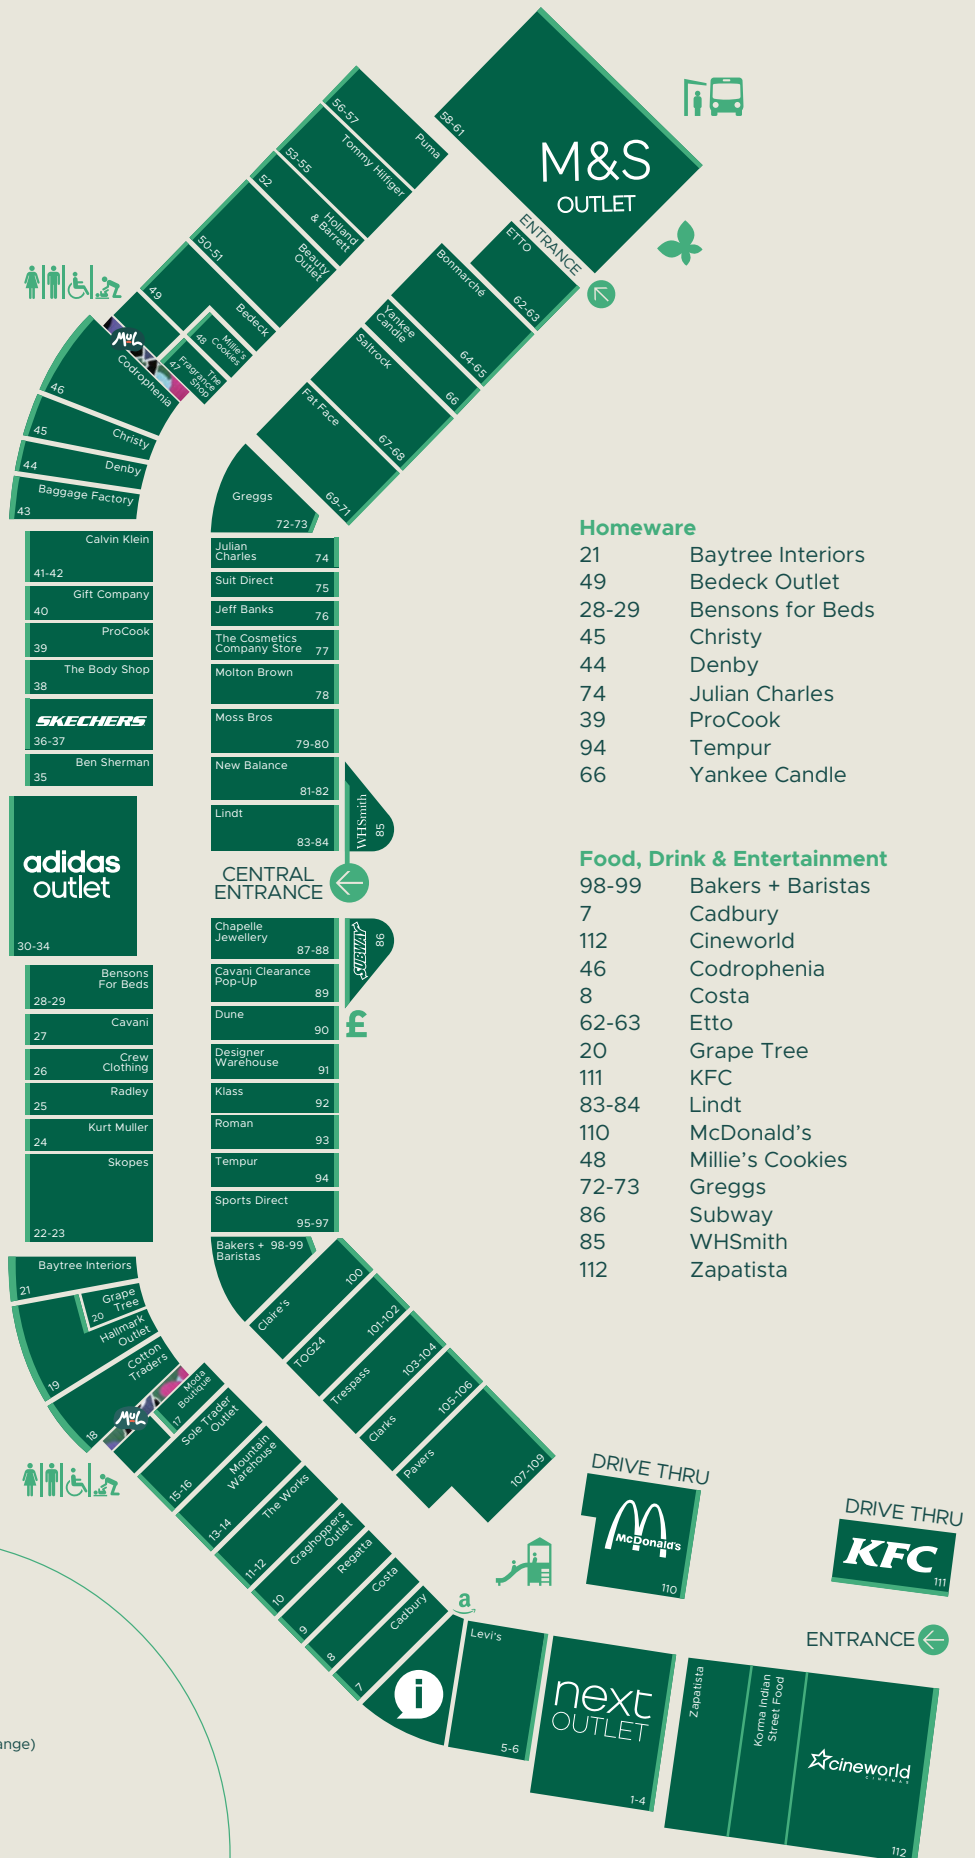 M&S
OUTLET
58-61
ENTRANCE
56-57
Puma
53-55
Tommy Hilfiger
52
Holland
& Barrett
Beauty
Outlet
50-51
Bedeck
49
48
Millie's
Cookies
47
The
Fragrance
Shop
MuL
Codrophenia
46
45
Christy
44
Denby
Baggage Factory
43
ETTO
62-63
Bonmarché
64-65
Yankee
Candle
66
Saltrock
67-68
Fat Face
69-71
Greggs
72-73
Calvin Klein
41-42
Gift Company
40
ProCook
39
The Body Shop
38
SKECHERS
36-37
Ben Sherman
35
adidas
outlet
30-34
Bensons
For Beds
28-29
Cavani
27
Crew
Clothing
26
Radley
25
Kurt Muller
24
Skopes
22-23
Baytree Interiors
21
Grape
Tree
20
Hallmark
Outlet
19
Cotton
Traders
18
MuL
Moda
Boutique
17
Julian
Charles
74
Suit Direct
75
Jeff Banks
76
The Cosmetics
Company Store
77
Molton Brown
78
Moss Bros
79-80
New Balance
81-82
Lindt
83-84
WHSmith
85
CENTRAL
ENTRANCE
Chapelle
Jewellery
87-88
SUBWAY
86
Cavani Clearance
Pop-Up
89
Dune
90
£
Designer
Warehouse
91
Klass
92
Roman
93
Tempur
94
Sports Direct
95-97
Bakers +
Baristas
98-99
Claire's
100
TOG24
101-102
Trespass
103-104
Clarks
105-106
Pavers
107-109
Sole Trader
Outlet
15-16
Mountain
Warehouse
13-14
The Works
11-12
Craghoppers
Outlet
10
Regatta
9
Costa
8
Cadbury
7
i
a
Levi's
5-6
next
OUTLET
1-4
DRIVE THRU
McDonald's
110
DRIVE THRU
KFC
111
ENTRANCE
Zapatista
Korma Indian
Street Food
cineworld
CINEMAS
112
ange)
Homeware
21 Baytree Interiors
49 Bedeck Outlet
28-29 Bensons for Beds
45 Christy
44 Denby
74 Julian Charles
39 ProCook
94 Tempur
66 Yankee Candle
Food, Drink & Entertainment
98-99 Bakers + Baristas
7 Cadbury
112 Cineworld
46 Codrophenia
8 Costa
62-63 Etto
20 Grape Tree
111 KFC
83-84 Lindt
110 McDonald's
48 Millie's Cookies
72-73 Greggs
86 Subway
85 WHSmith
112 Zapatista